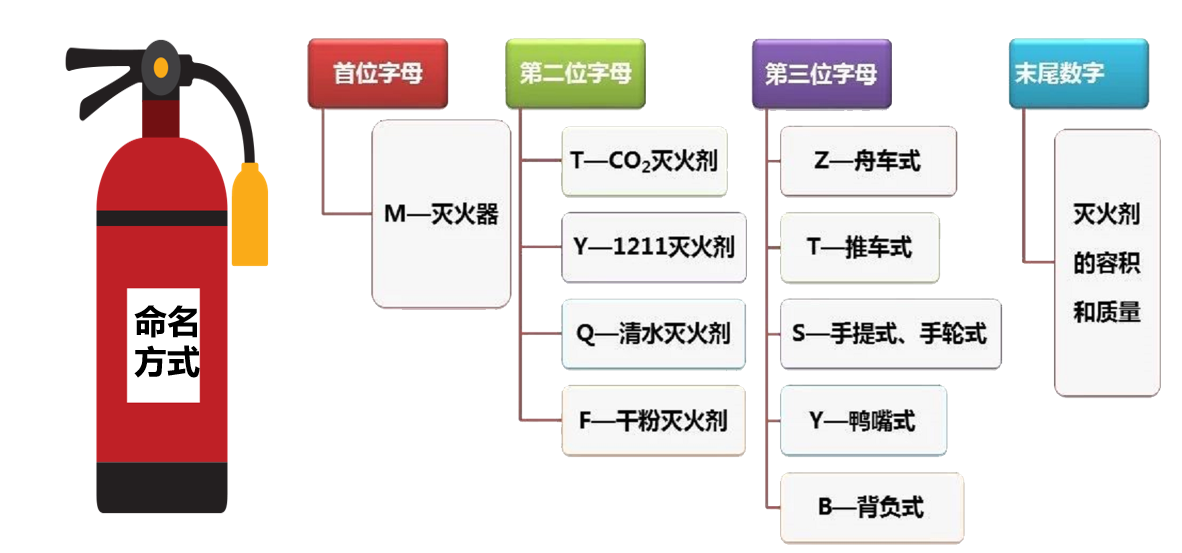 命名
方式
首位字母
M—灭火器
第二位字母
T—CO₂灭火剂
Y—1211灭火剂
Q—清水灭火剂
F—干粉灭火剂
第三位字母
Z—舟车式
T—推车式
S—手提式、手轮式
Y—鸭嘴式
B—背负式
末尾数字
灭火剂
的容积
和质量